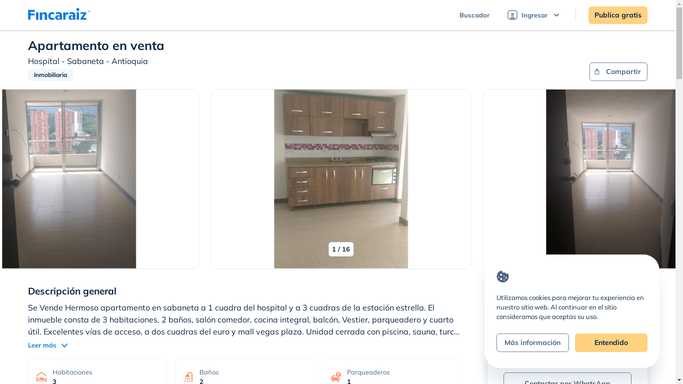 Fincaraiz
Buscador
Ingresar
Publica gratis
Apartamento en venta
Hospital - Sabaneta - Antioquia
Inmobiliaria
Compartir
1 / 16
Descripción general
Se Vende Hermoso apartamento en sabaneta a 1 cuadra del hospital y a 3 cuadras de la estación estrella. El
inmueble consta de 3 habitaciones, 2 baños, salón comedor, cocina integral, balcón, Vestier, parqueadero y cuarto
útil. Excelentes vías de acceso, a dos cuadras del euro y mall vegas plaza. Unidad cerrada con piscina, sauna, turc...
Leer más
Habitaciones
3
Baños
2
Parqueaderos
1
Utilizamos cookies para mejorar tu experiencia en
nuestro sitio web. Al continuar en el sitio
consideramos que aceptas su uso.
Más información
Entendido
Contactar por WhatsApp